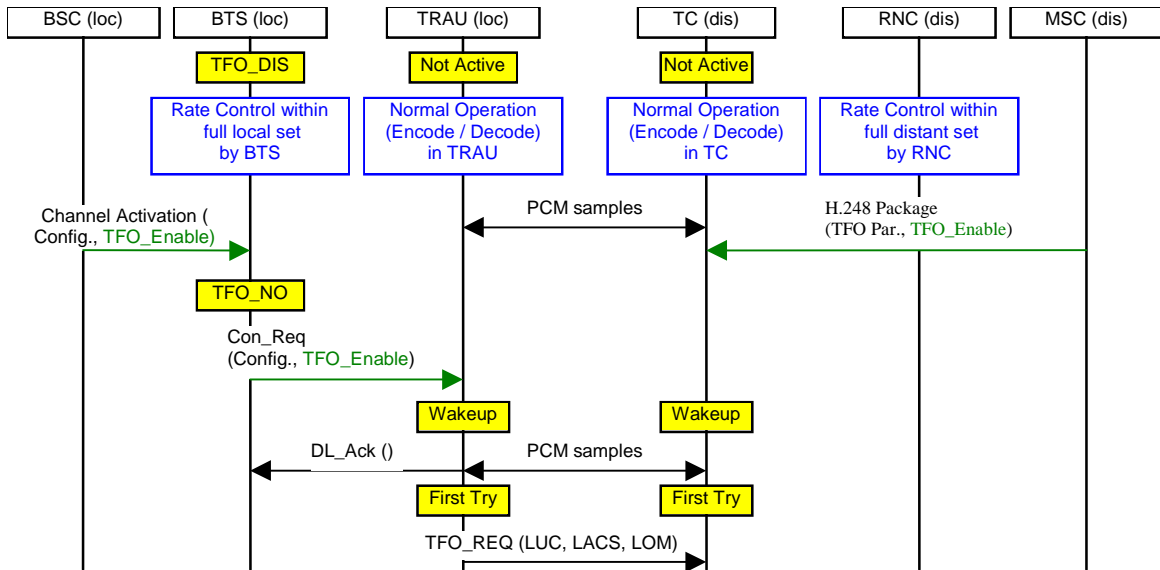 BSC (loc)
BTS (loc)
TRAU (loc)
TC (dis)
RNC (dis)
MSC (dis)
TFO_DIS
Not Active
Not Active
Rate Control within
full local set
by BTS
Normal Operation
(Encode / Decode)
in TRAU
Normal Operation
(Encode / Decode)
in TC
Rate Control within
full distant set
by RNC
Channel Activation (
Config., TFO_Enable)
PCM samples
H.248 Package
(TFO Par., TFO_Enable)
TFO_NO
Con_Req
(Config., TFO_Enable)
Wakeup
Wakeup
DL_Ack ()
PCM samples
First Try
First Try
TFO_REQ (LUC, LACS, LOM)